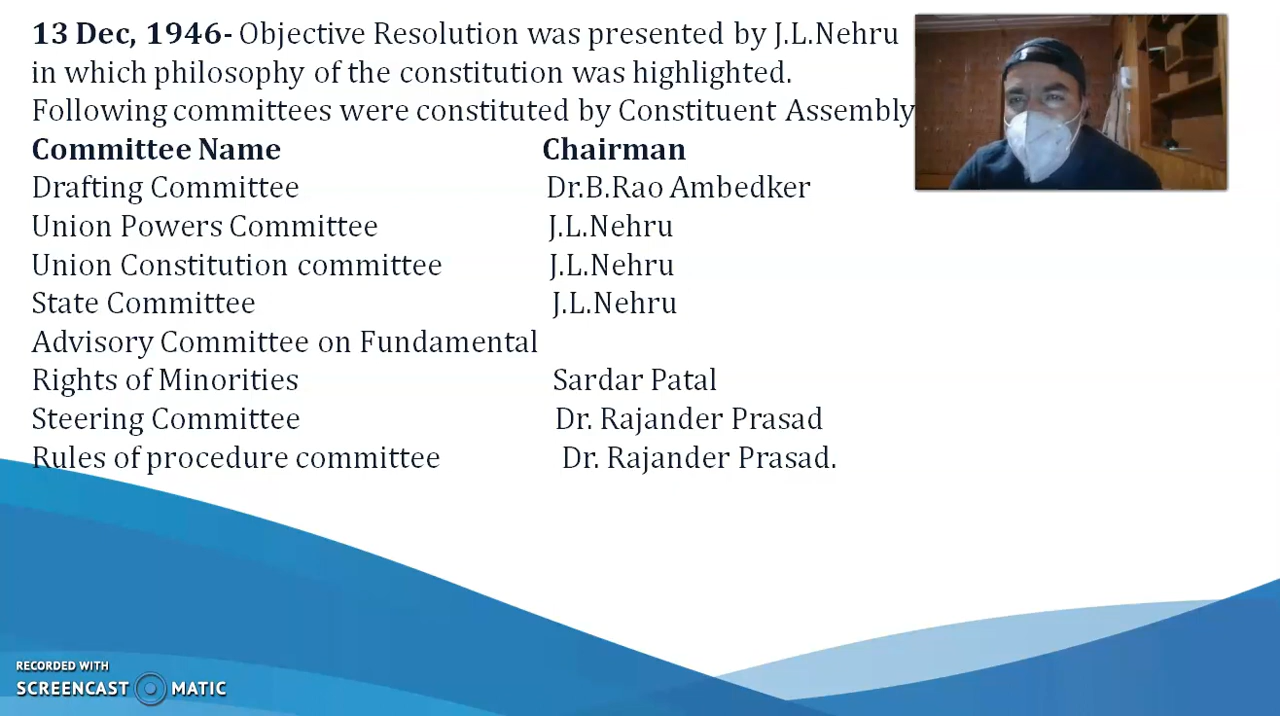 13 Dec, 1946- Objective Resolution was presented by J.L.Nehru
in which philosophy of the constitution was highlighted.
Following committees were constituted by Constituent Assembly
Committee Name Chairman
Drafting Committee Dr.B.Rao Ambedker
Union Powers Committee J.L.Nehru
Union Constitution committee J.L.Nehru
State Committee J.L.Nehru
Advisory Committee on Fundamental
Rights of Minorities Sardar Patal
Steering Committee Dr. Rajander Prasad
Rules of procedure committee Dr. Rajander Prasad.
RECORDED WITH
SCREENCAST MATIC